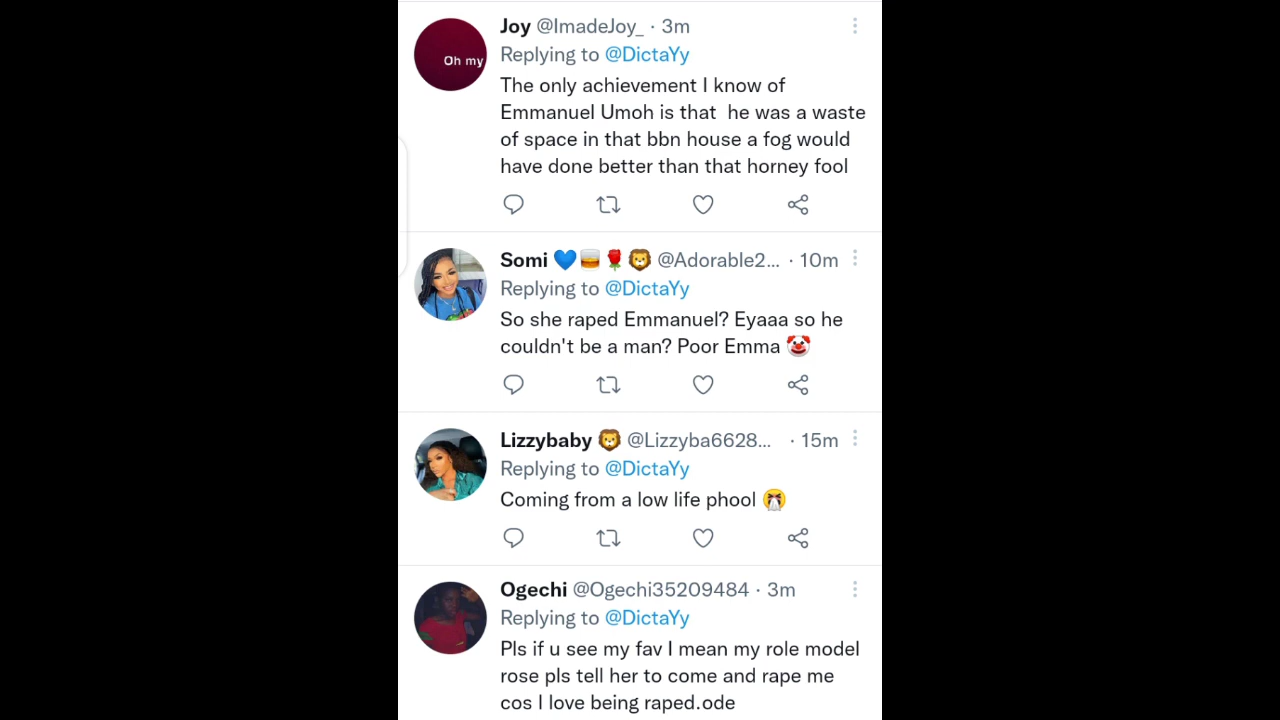 Oh my
Joy @ImadeJoy_ · 3m
Replying to @DictaYy
The only achievement I know of
Emmanuel Umoh is that  he was a waste
of space in that bbn house a fog would
have done better than that horney fool
Somi 💙🥃🌹🦁 @Adorable2... · 10m
Replying to @DictaYy
So she raped Emmanuel? Eyaaa so he
couldn't be a man? Poor Emma 🤡
Lizzybaby 🦁 @Lizzyba6628... · 15m
Replying to @DictaYy
Coming from a low life phool 🤧
Ogechi @Ogechi35209484 · 3m
Replying to @DictaYy
Pls if u see my fav I mean my role model
rose pls tell her to come and rape me
cos I love being raped.ode